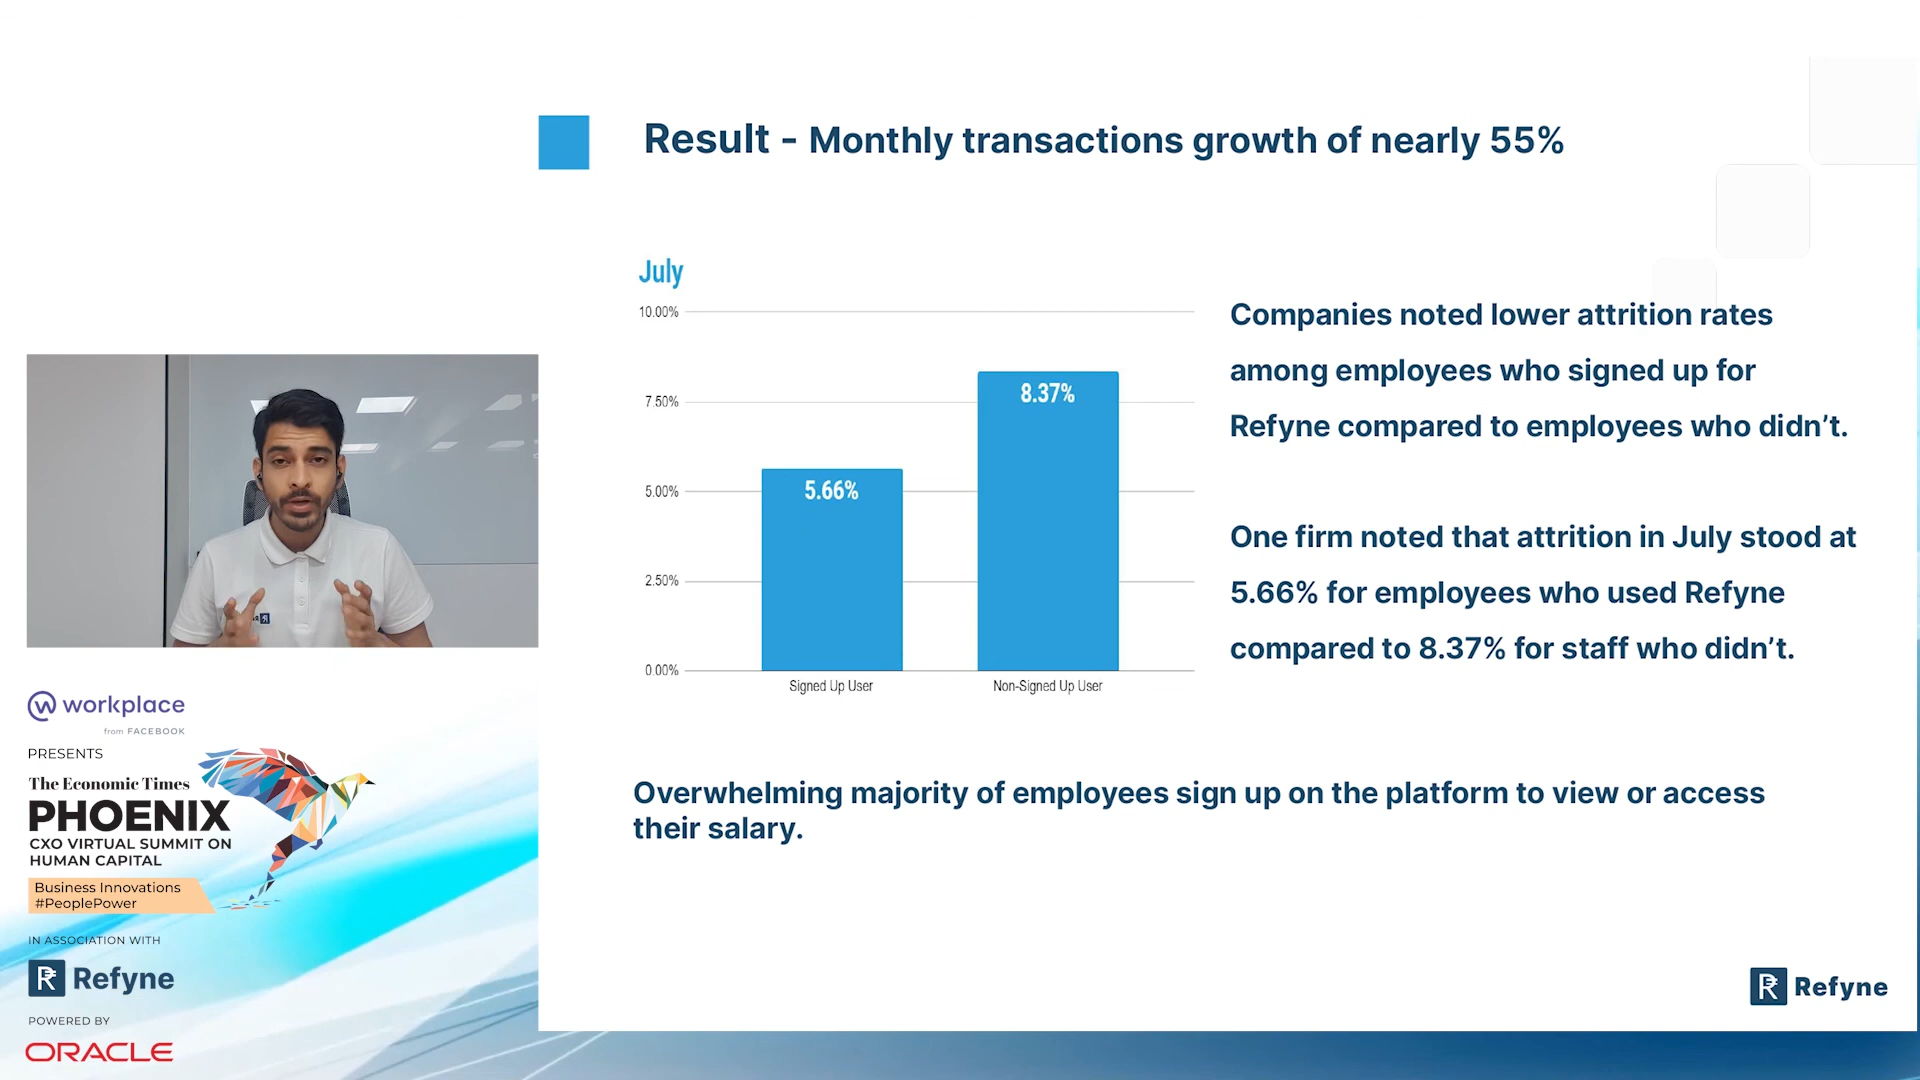 Result - Monthly transactions growth of nearly 55%
July
10.00%
7.50%
5.00%
2.50%
0.00%
5.66%
8.37%
Signed Up User
Non-Signed Up User
Companies noted lower attrition rates
among employees who signed up for
Refyne compared to employees who didn’t.
One firm noted that attrition in July stood at
5.66% for employees who used Refyne
compared to 8.37% for staff who didn’t.
Overwhelming majority of employees sign up on the platform to view or access
their salary.
Refyne
workplace
from FACEBOOK
PRESENTS
The Economic Times
PHOENIX
CXO VIRTUAL SUMMIT ON
HUMAN CAPITAL
Business Innovations
#PeoplePower
IN ASSOCIATION WITH
Refyne
POWERED BY
ORACLE